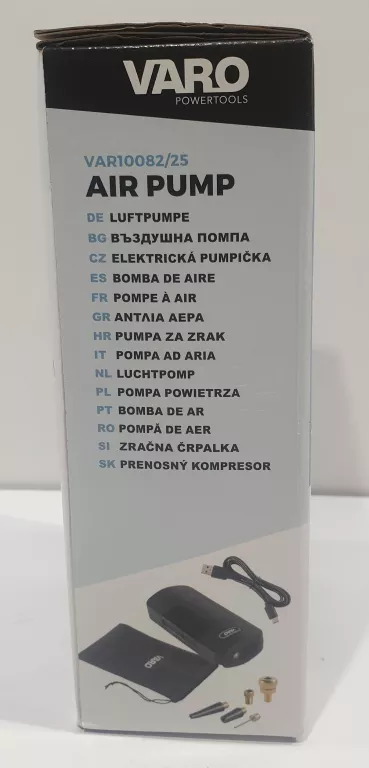 VARO
POWERTOOLS
VAR10082/25
AIR PUMP
DE LUFTPUMPE
BG ВЪЗДУШНА ПОМПА
CZ ELEKTRICKÁ PUMPIČKA
ES BOMBA DE AIRE
FR POMPE À AIR
GR ΑΝΤΛΙΑ ΑΕΡΑ
HR PUMPA ZA ZRAK
IT POMPA AD ARIA
NL LUCHTPOMP
PL POMPA POWIETRZA
PT BOMBA DE AR
RO POMPĂ DE AER
SI ZRAČNA ČRPALKA
SK PRENOSNÝ KOMPRESOR
VARO
VARO